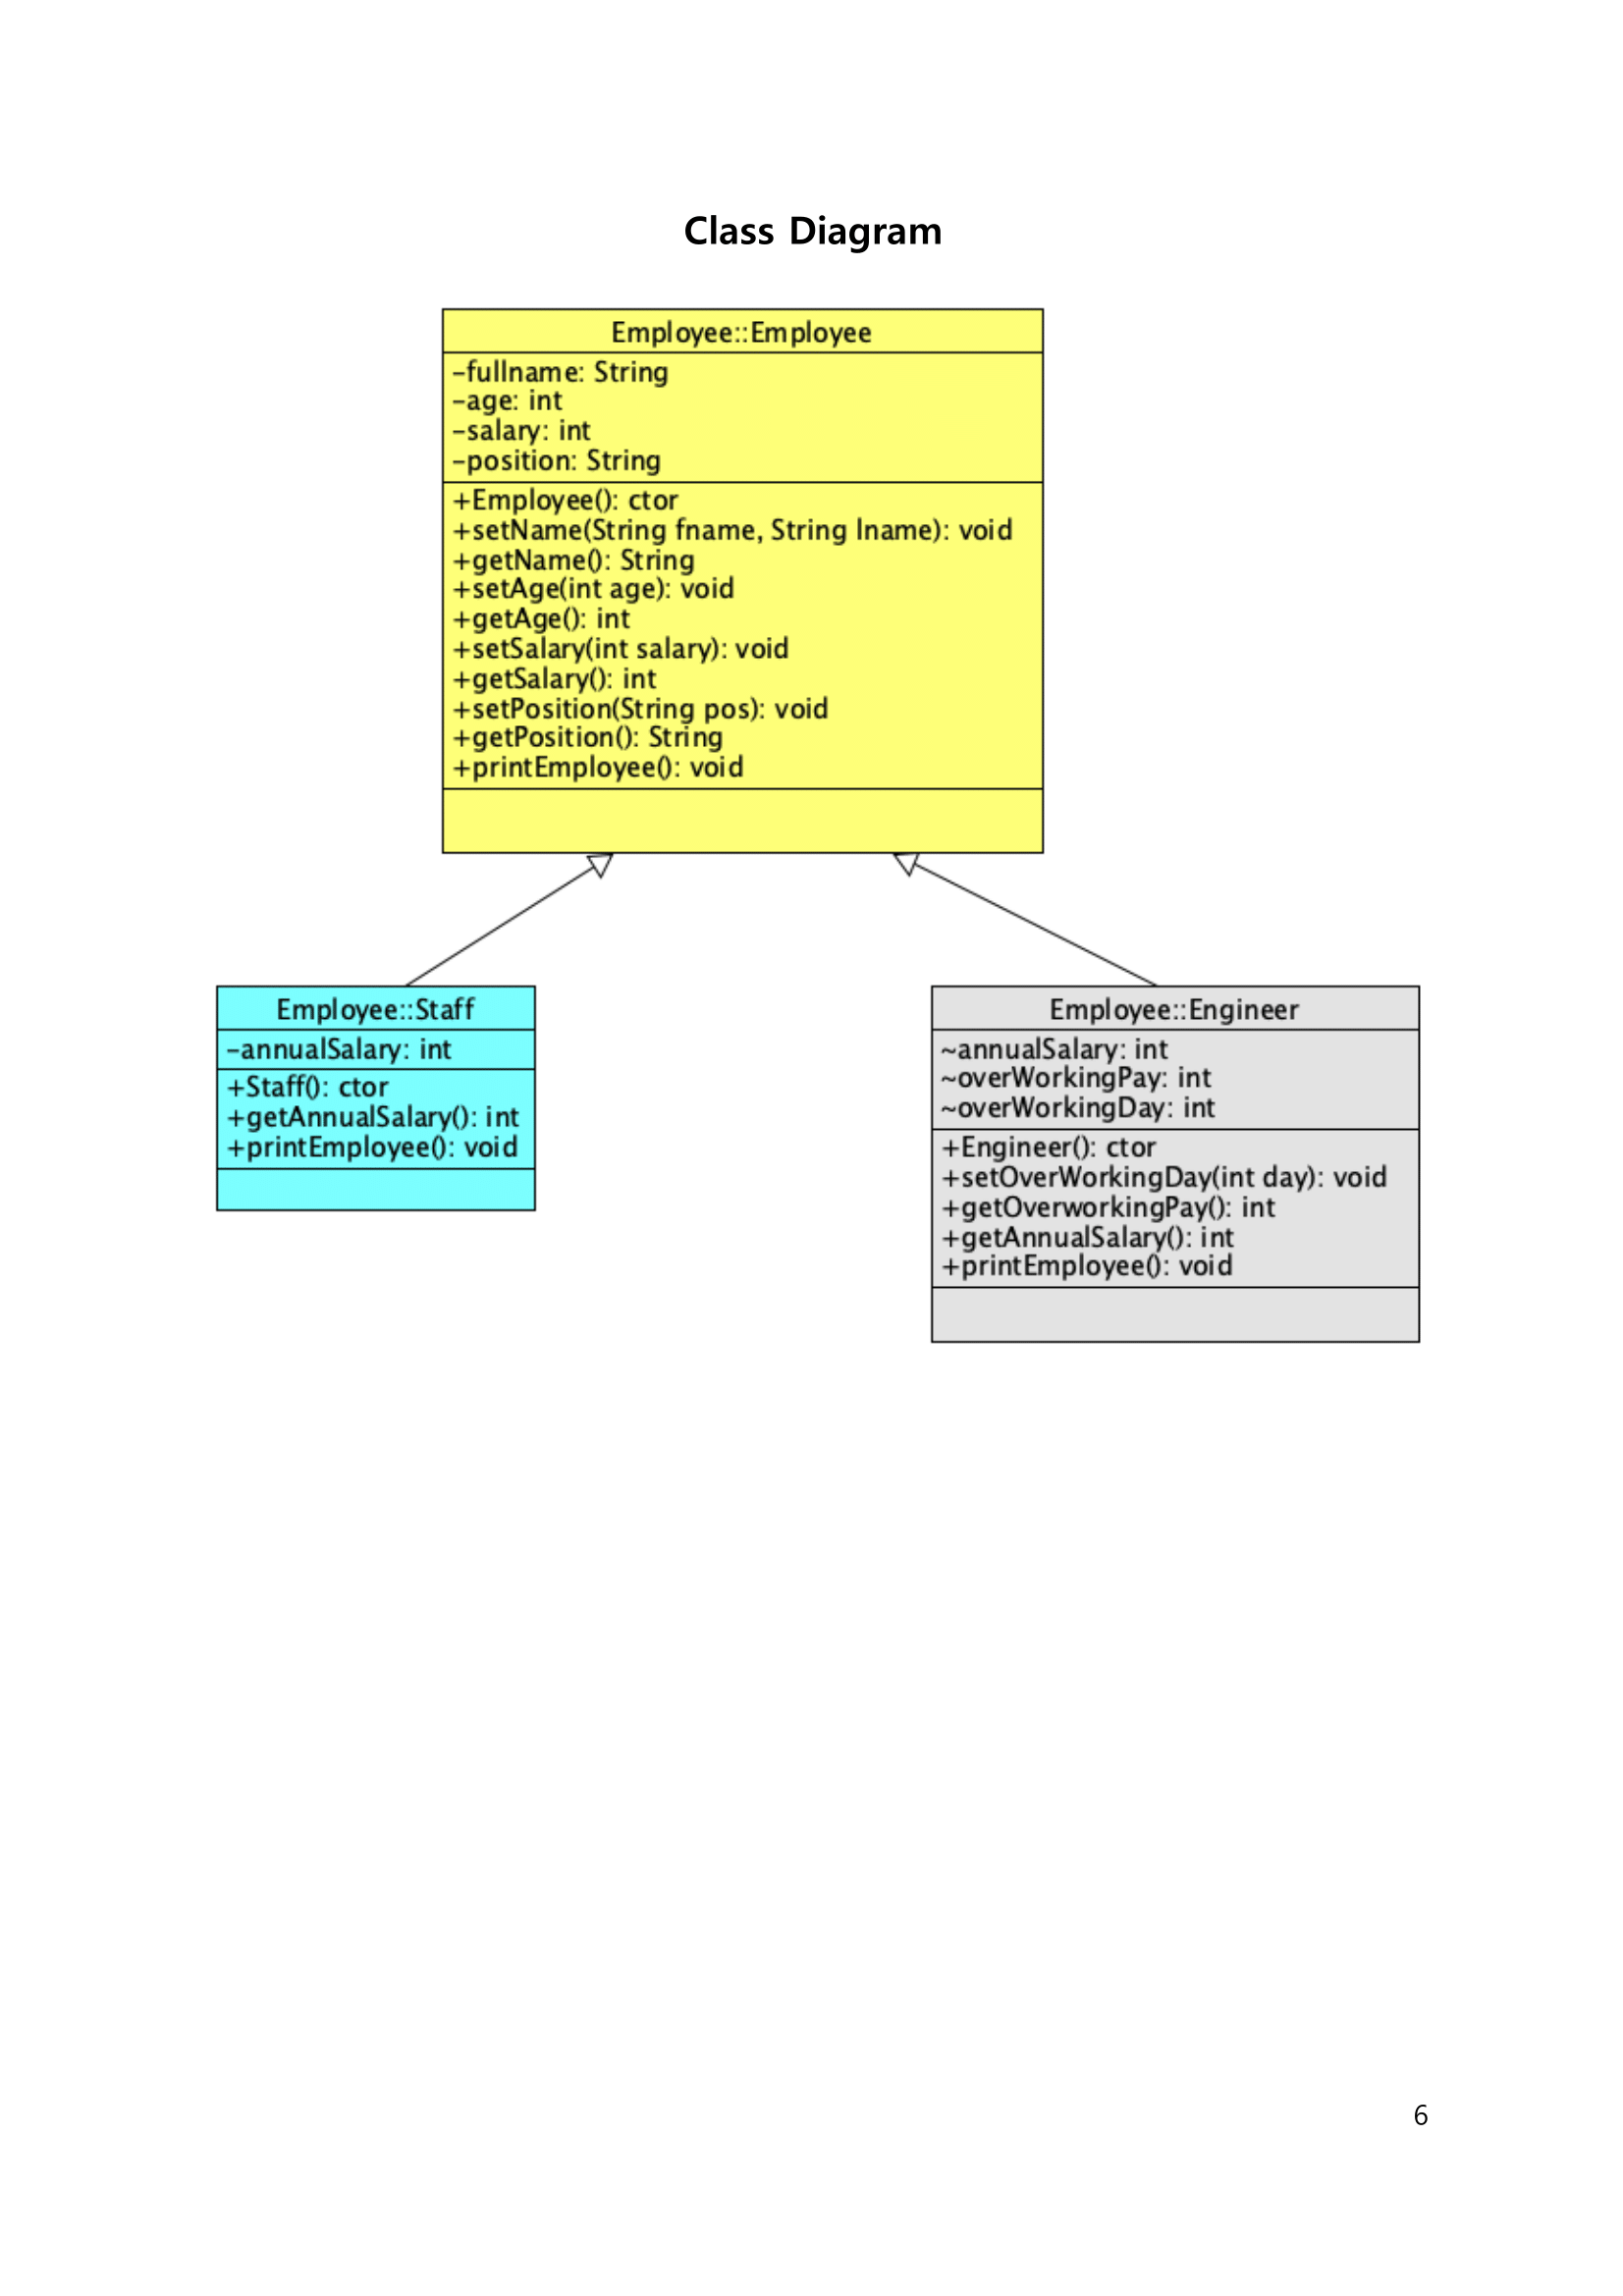 Class Diagram
Employee::Employee
-fullname: String
-age: int
-salary: int
-position: String
+Employee(): ctor
+setName(String fname, String lname): void
+getName(): String
+setAge(int age): void
+getAge(): int
+setSalary(int salary): void
+getSalary(): int
+setPosition(String pos): void
+getPosition(): String
+printEmployee(): void
Employee::Staff
-annualSalary: int
+Staff(): ctor
+getAnnualSalary(): int
+printEmployee(): void
Employee::Engineer
~annualSalary: int
~overWorkingPay: int
~overWorkingDay: int
+Engineer(): ctor
+setOverWorkingDay(int day): void
+getOverworkingPay(): int
+getAnnualSalary(): int
+printEmployee(): void
6